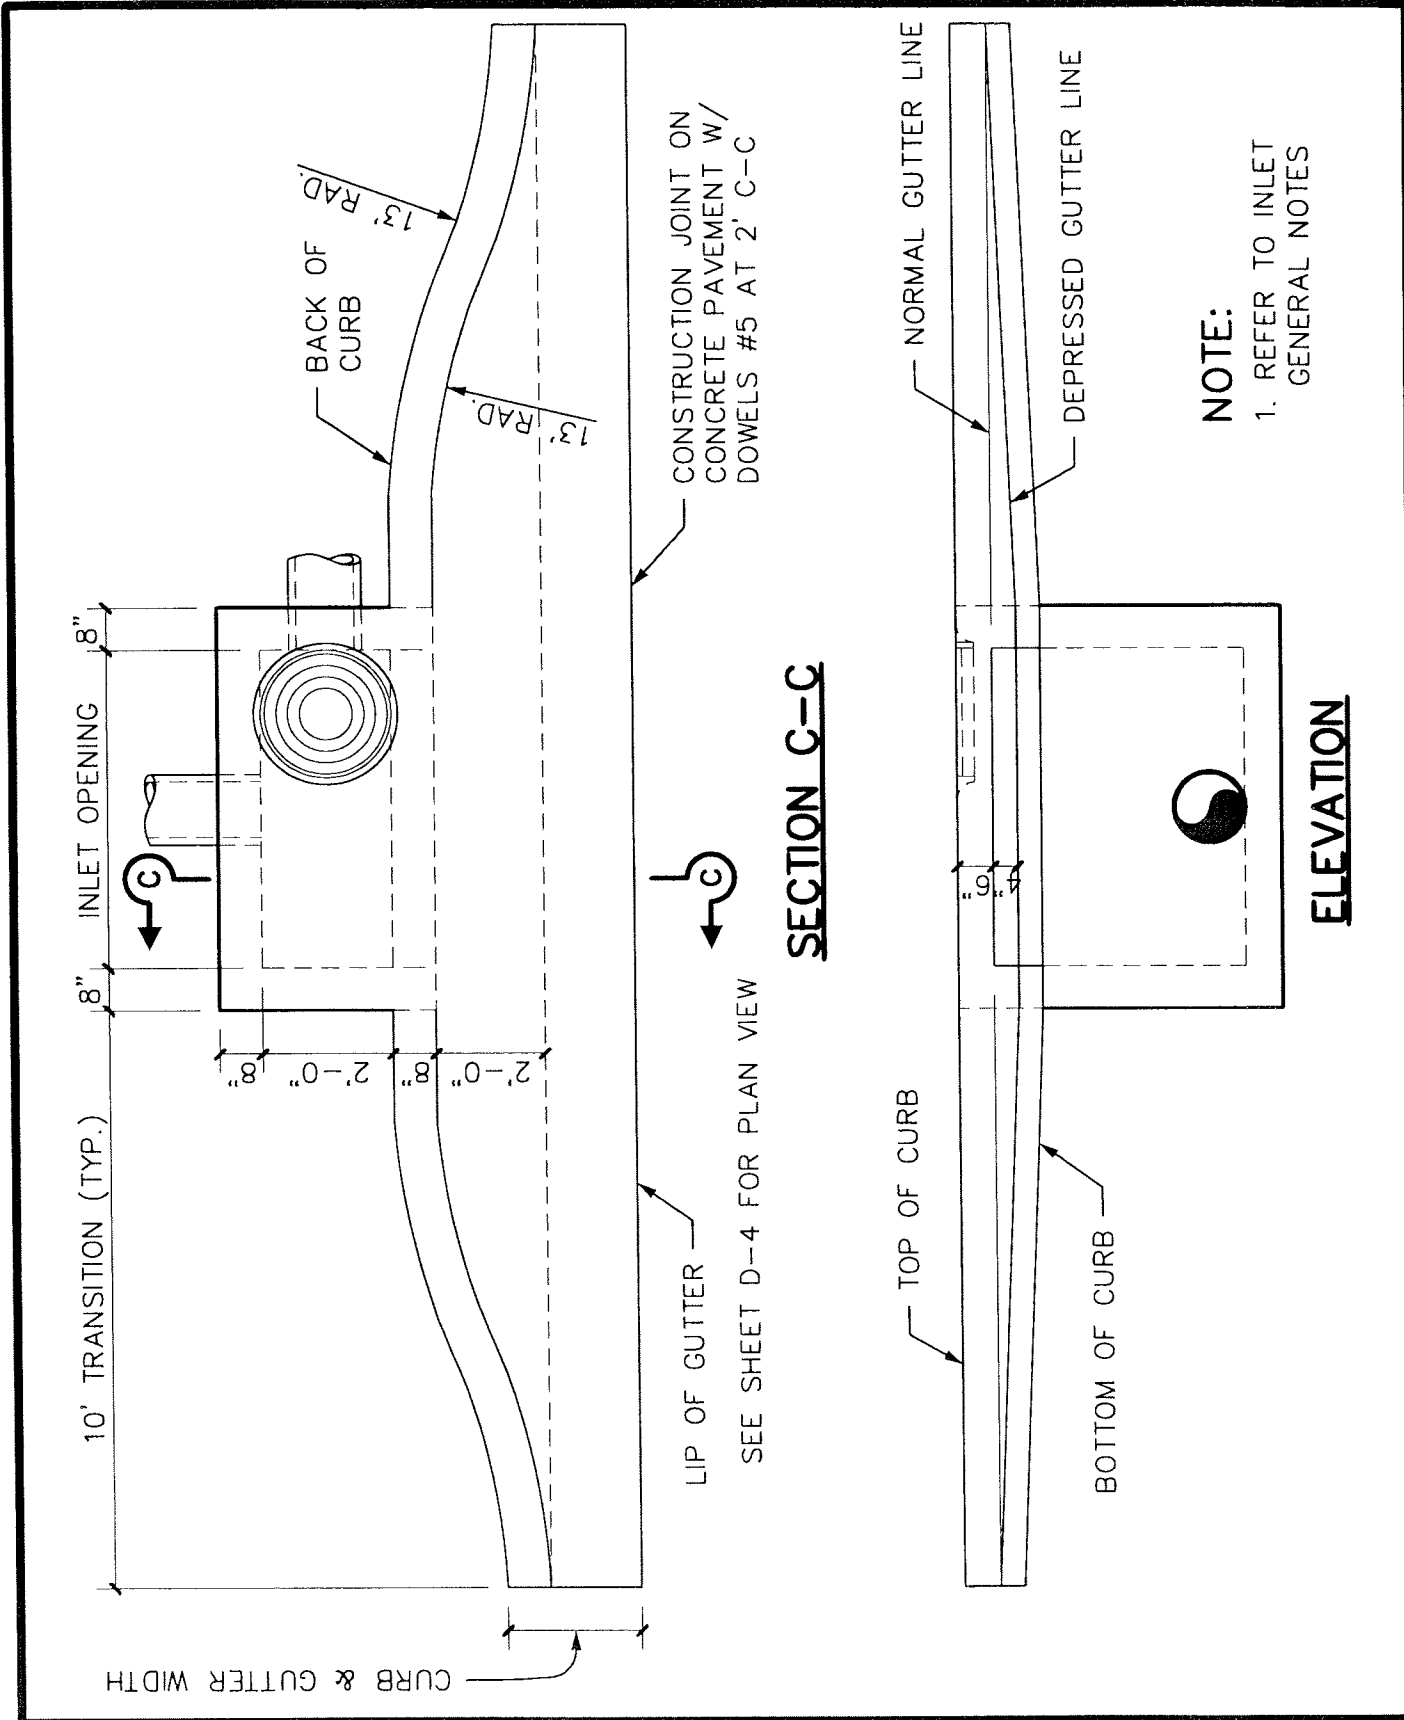 CURB & GUTTER WIDTH
10' TRANSITION (TYP.)
8"
INLET OPENING
8"
C
8"
2'-0"
8"
2'-0"
BACK OF
CURB
13' RAD.
13' RAD.
CONSTRUCTION JOINT ON
CONCRETE PAVEMENT W/
DOWELS #5 AT 2' C-C
LIP OF GUTTER
C
SEE SHEET D-4 FOR PLAN VIEW
SECTION C-C
TOP OF CURB
NORMAL GUTTER LINE
6"
4"
DEPRESSED GUTTER LINE
BOTTOM OF CURB
NOTE:
1. REFER TO INLET
GENERAL NOTES
ELEVATION